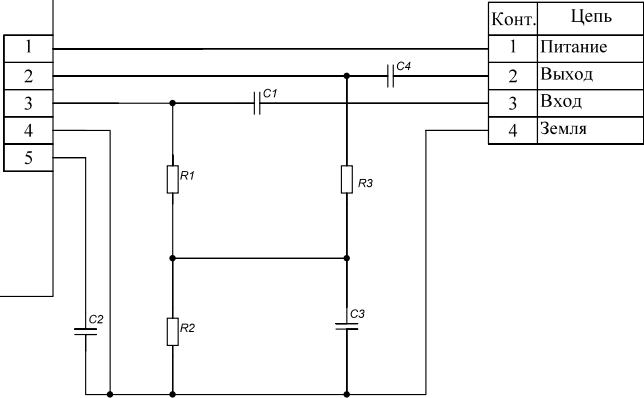 Конт. Цепь
1 1 Питание
2 C4 2 Выход
3 C1 3 Вход
4 4 Земля
5
R1 R3
C2 R2 C3